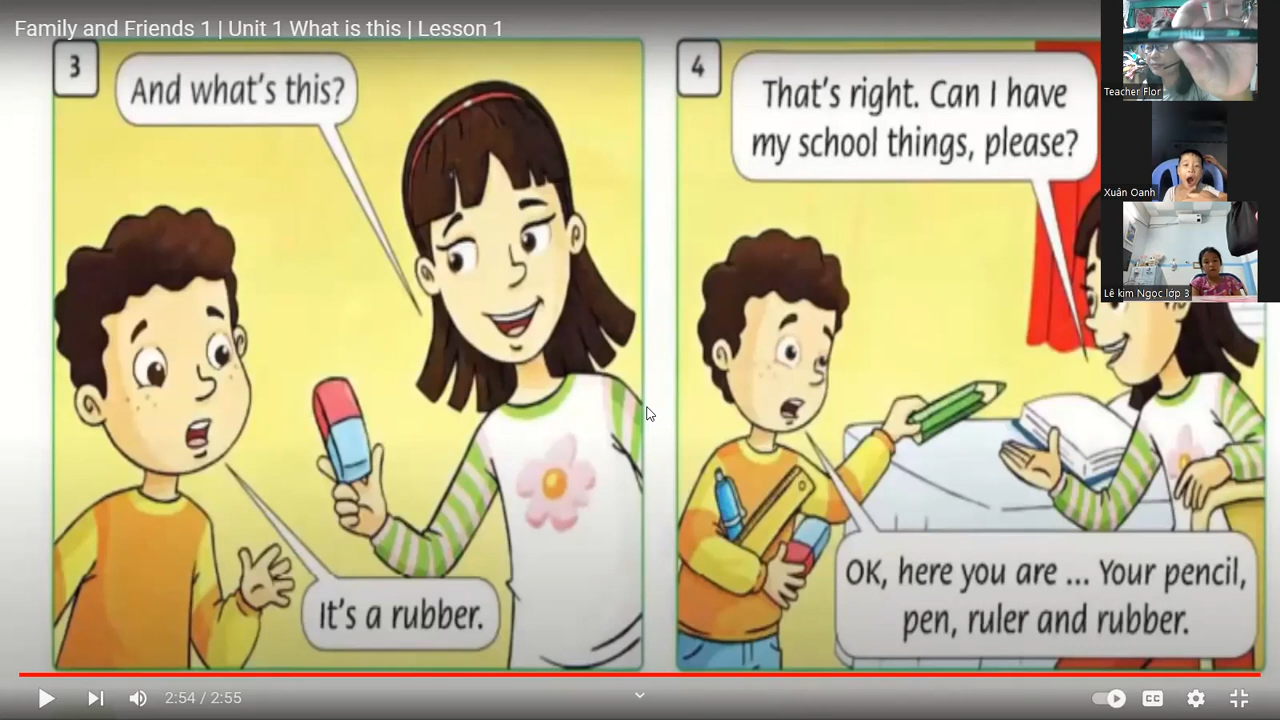 Family and Friends 1 | Unit 1 What is this | Lesson 1
3
And what's this?
It's a rubber.
4
That's right. Can I have
my school things, please?
OK, here you are ... Your pencil,
pen, ruler and rubber.
Teacher Flor
Xuân Oanh
Lê kim Ngọc lớp 3
2:54 / 2:55
CC